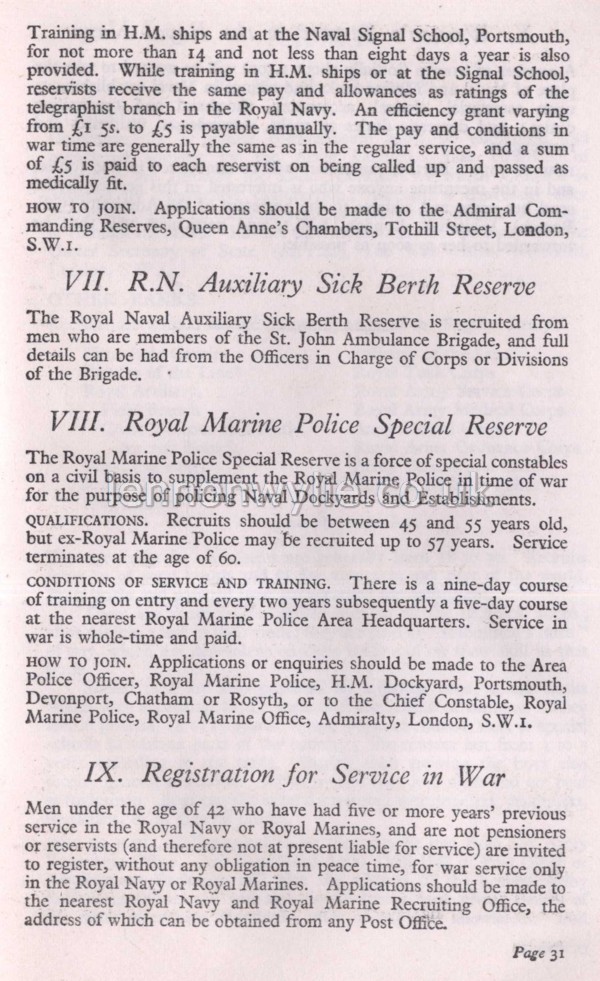 Training in H.M. ships and at the Naval Signal School, Portsmouth,
for not more than 14 and not less than eight days a year is also
provided. While training in H.M. ships or at the Signal School,
reservists receive the same pay and allowances as ratings of the
telegraphist branch in the Royal Navy. An efficiency grant varying
from £1 5s. to £5 is payable annually. The pay and conditions in
war time are generally the same as in the regular service, and a sum
of £5 is paid to each reservist on being called up and passed as
medically fit.
HOW TO JOIN. Applications should be made to the Admiral Com-
manding Reserves, Queen Anne's Chambers, Tothill Street, London,
S.W.1.
VII. R.N. Auxiliary Sick Berth Reserve
The Royal Naval Auxiliary Sick Berth Reserve is recruited from
men who are members of the St. John Ambulance Brigade, and full
details can be had from the Officers in Charge of Corps or Divisions
of the Brigade.
VIII. Royal Marine Police Special Reserve
The Royal Marine Police Special Reserve is a force of special constables
on a civil basis to supplement the Royal Marine Police in time of war
for the purpose of policing Naval Dockyards and Establishments.
QUALIFICATIONS. Recruits should be between 45 and 55 years old,
but ex-Royal Marine Police may be recruited up to 57 years. Service
terminates at the age of 60.
CONDITIONS OF SERVICE AND TRAINING. There is a nine-day course
of training on entry and every two years subsequently a five-day course
at the nearest Royal Marine Police Area Headquarters. Service in
war is whole-time and paid.
HOW TO JOIN. Applications or enquiries should be made to the Area
Police Officer, Royal Marine Police, H.M. Dockyard, Portsmouth,
Devonport, Chatham or Rosyth, or to the Chief Constable, Royal
Marine Police, Royal Marine Office, Admiralty, London, S.W.1.
IX. Registration for Service in War
Men under the age of 42 who have had five or more years' previous
service in the Royal Navy or Royal Marines, and are not pensioners
or reservists (and therefore not at present liable for service) are invited
to register, without any obligation in peace time, for war service only
in the Royal Navy or Royal Marines. Applications should be made to
the nearest Royal Navy and Royal Marine Recruiting Office, the
address of which can be obtained from any Post Office.
Page 31